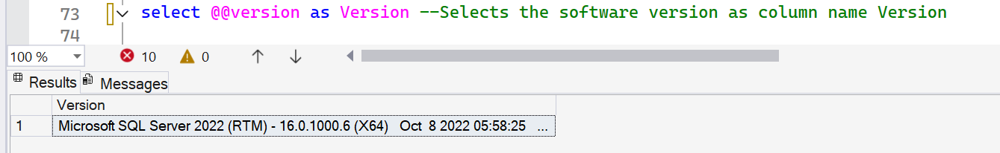 73 select @@version as Version --Selects the software version as column name Version
74
100 % 10 0
Results Messages
Version
1 Microsoft SQL Server 2022 (RTM) - 16.0.1000.6 (X64)   Oct  8 2022 05:58:25   ...